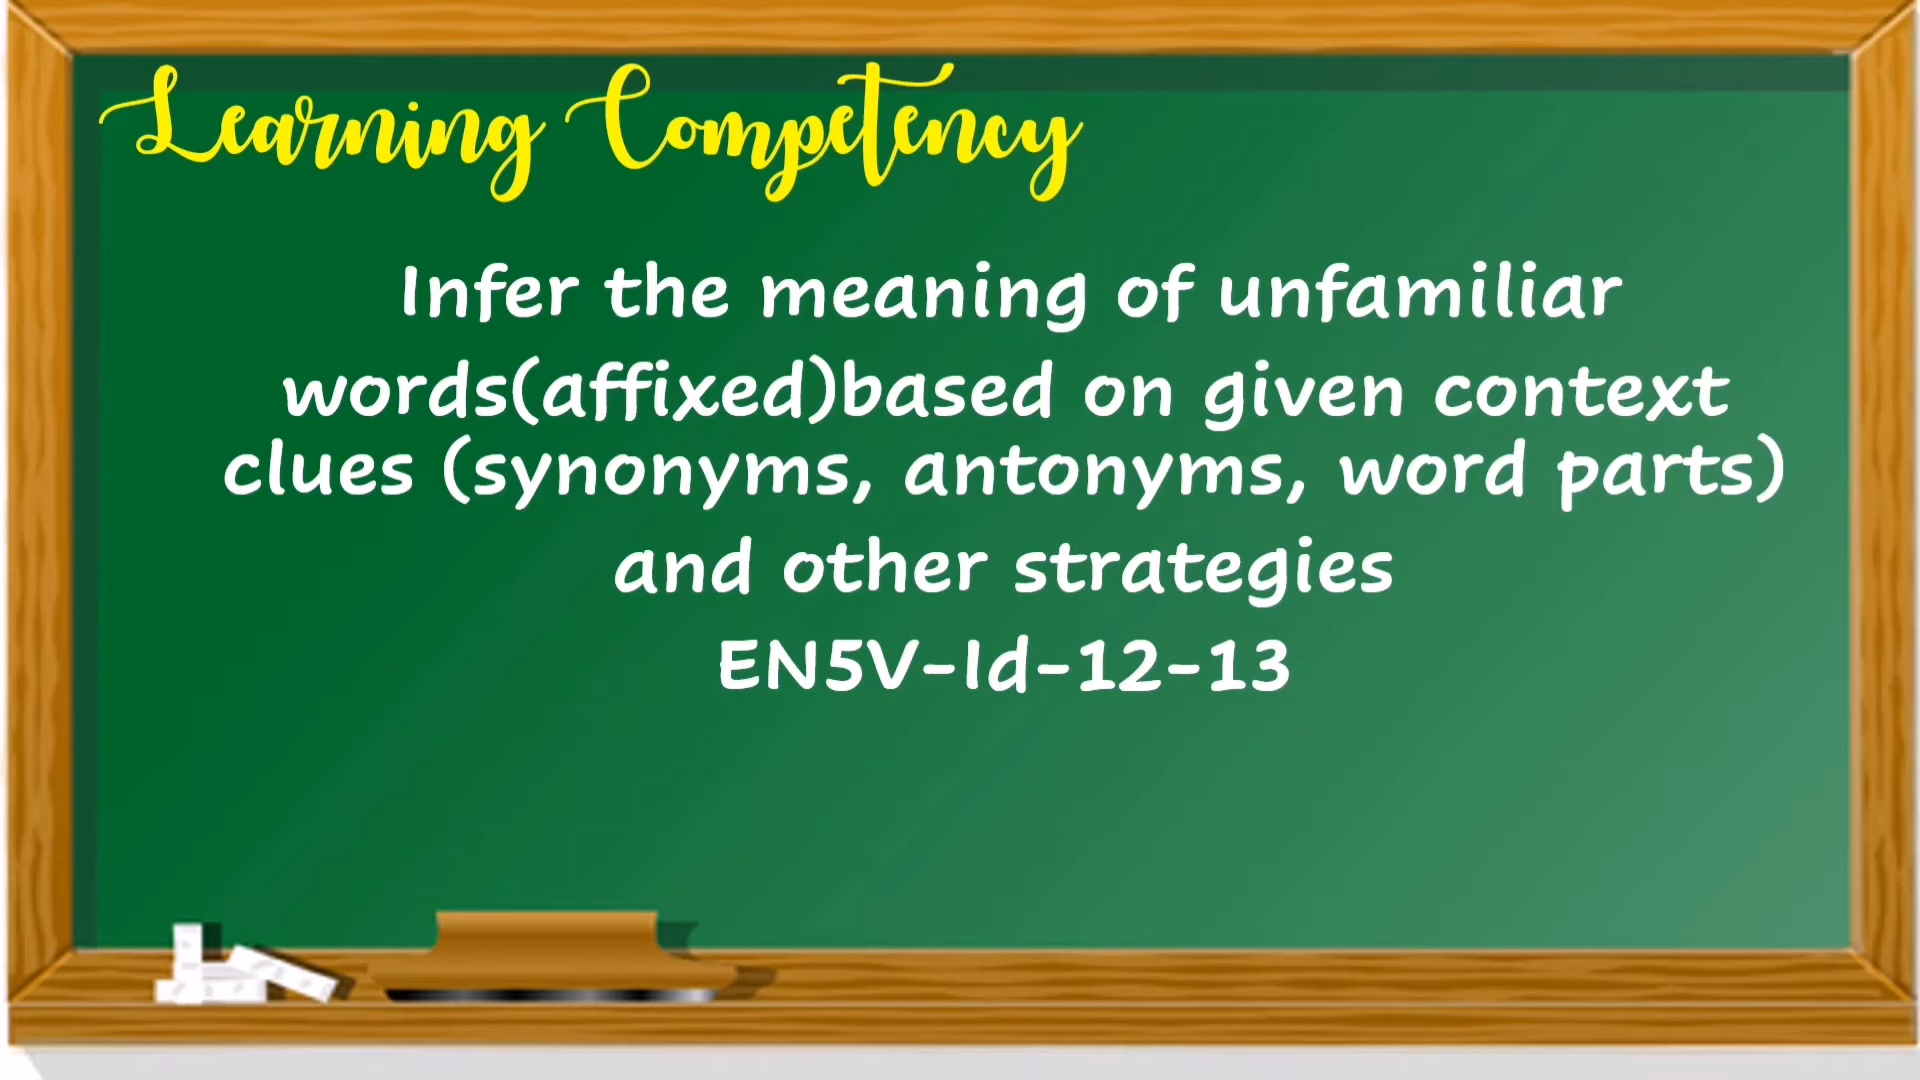 Learning Competency
Infer the meaning of unfamiliar
words(affixed)based on given context
clues (synonyms, antonyms, word parts)
and other strategies
EN5V-Id-12-13